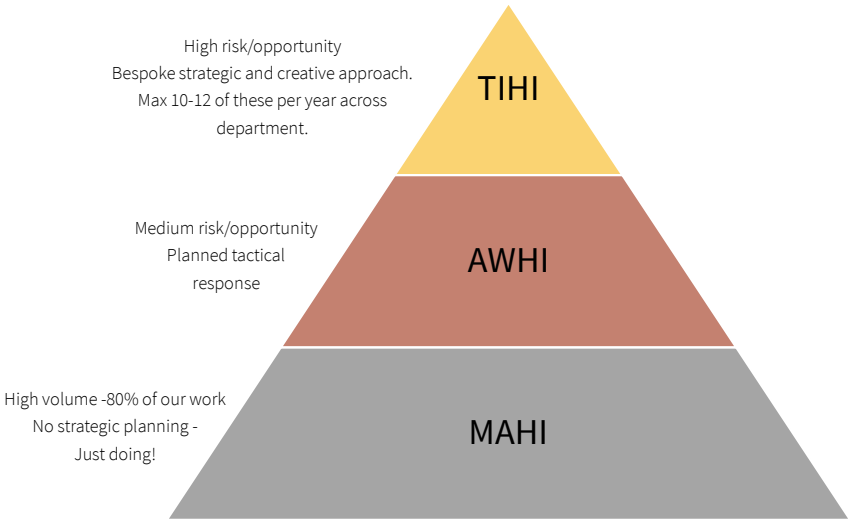 High risk/opportunity
Bespoke strategic and creative approach.
Max 10-12 of these per year across
department.
TIHI
Medium risk/opportunity
Planned tactical
response
AWHI
High volume -80% of our work
No strategic planning -
Just doing!
MAHI